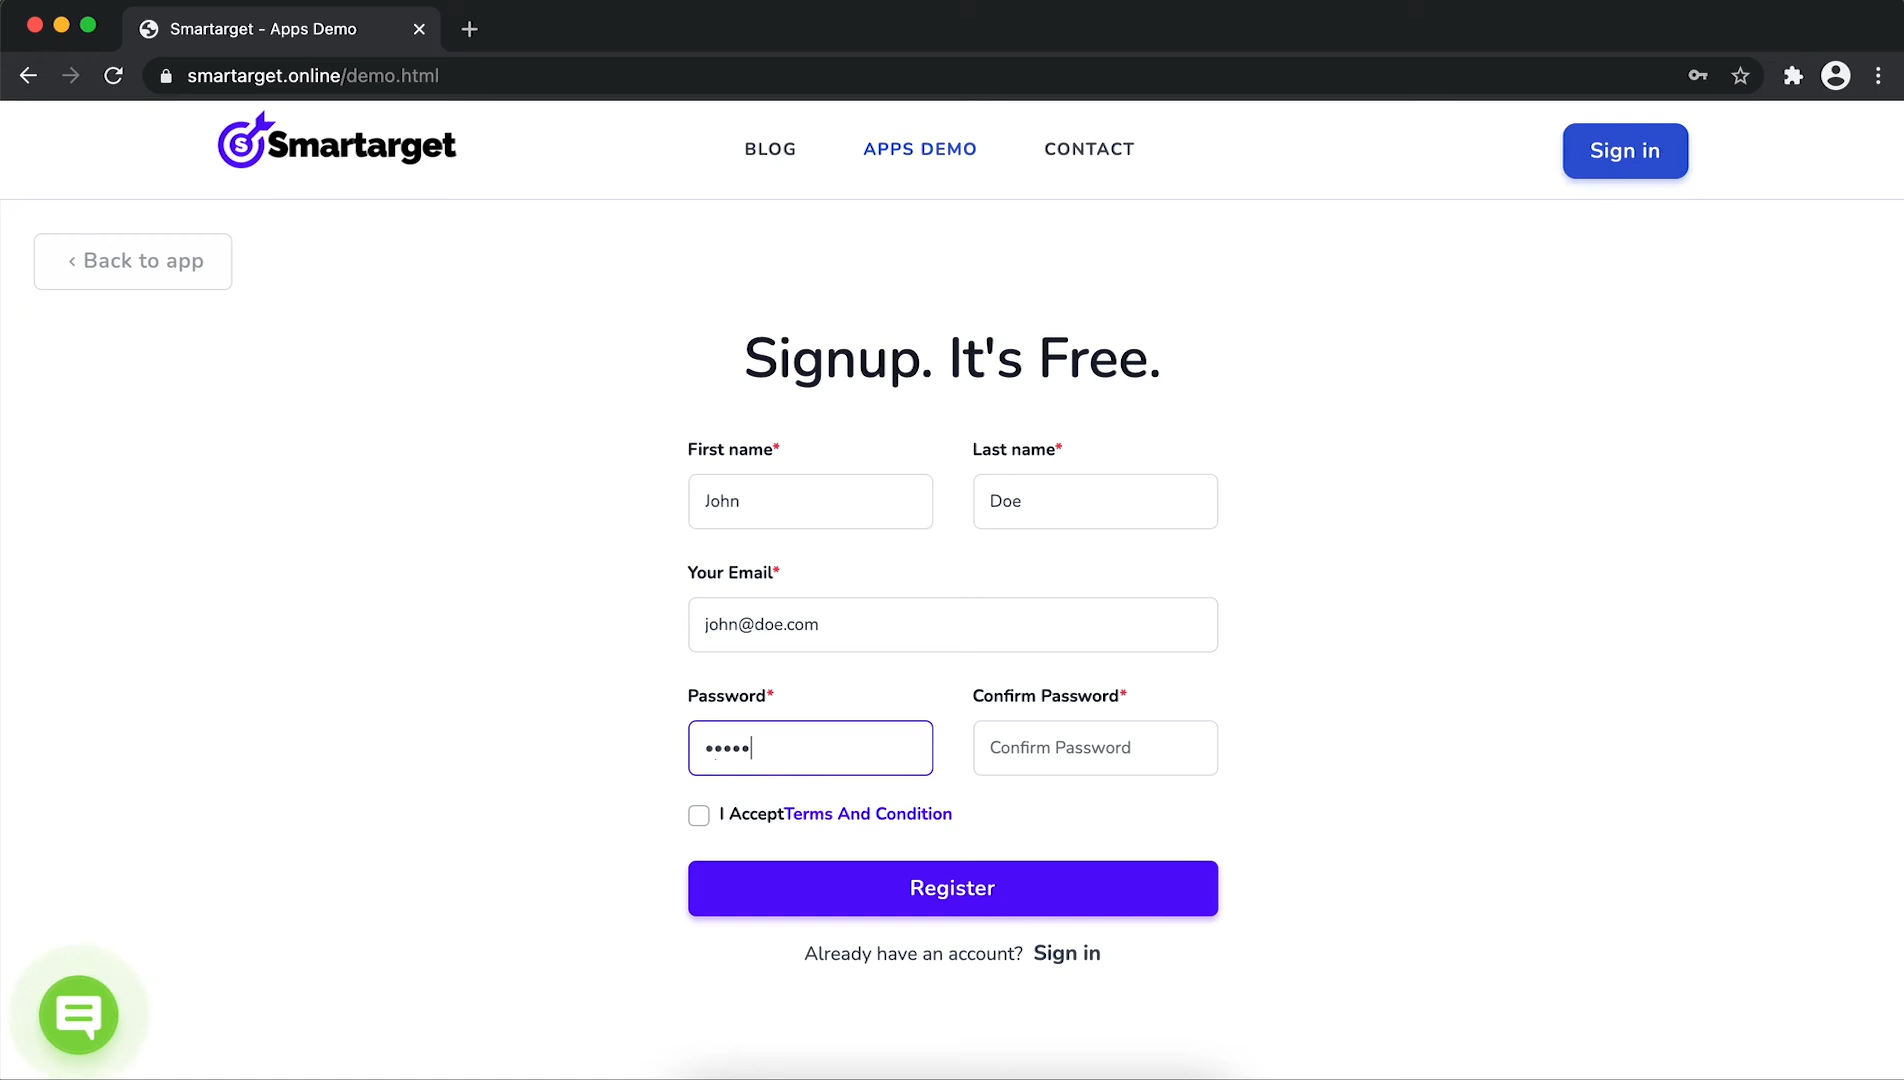 Smartarget - Apps Demo
smartarget.online/demo.html
Smartarget
BLOG
APPS DEMO
CONTACT
Sign in
‹ Back to app
Signup. It's Free.
First name*
Last name*
John
Doe
Your Email*
john@doe.com
Password*
Confirm Password*
•••••
Confirm Password
I AcceptTerms And Condition
Register
Already have an account? Sign in